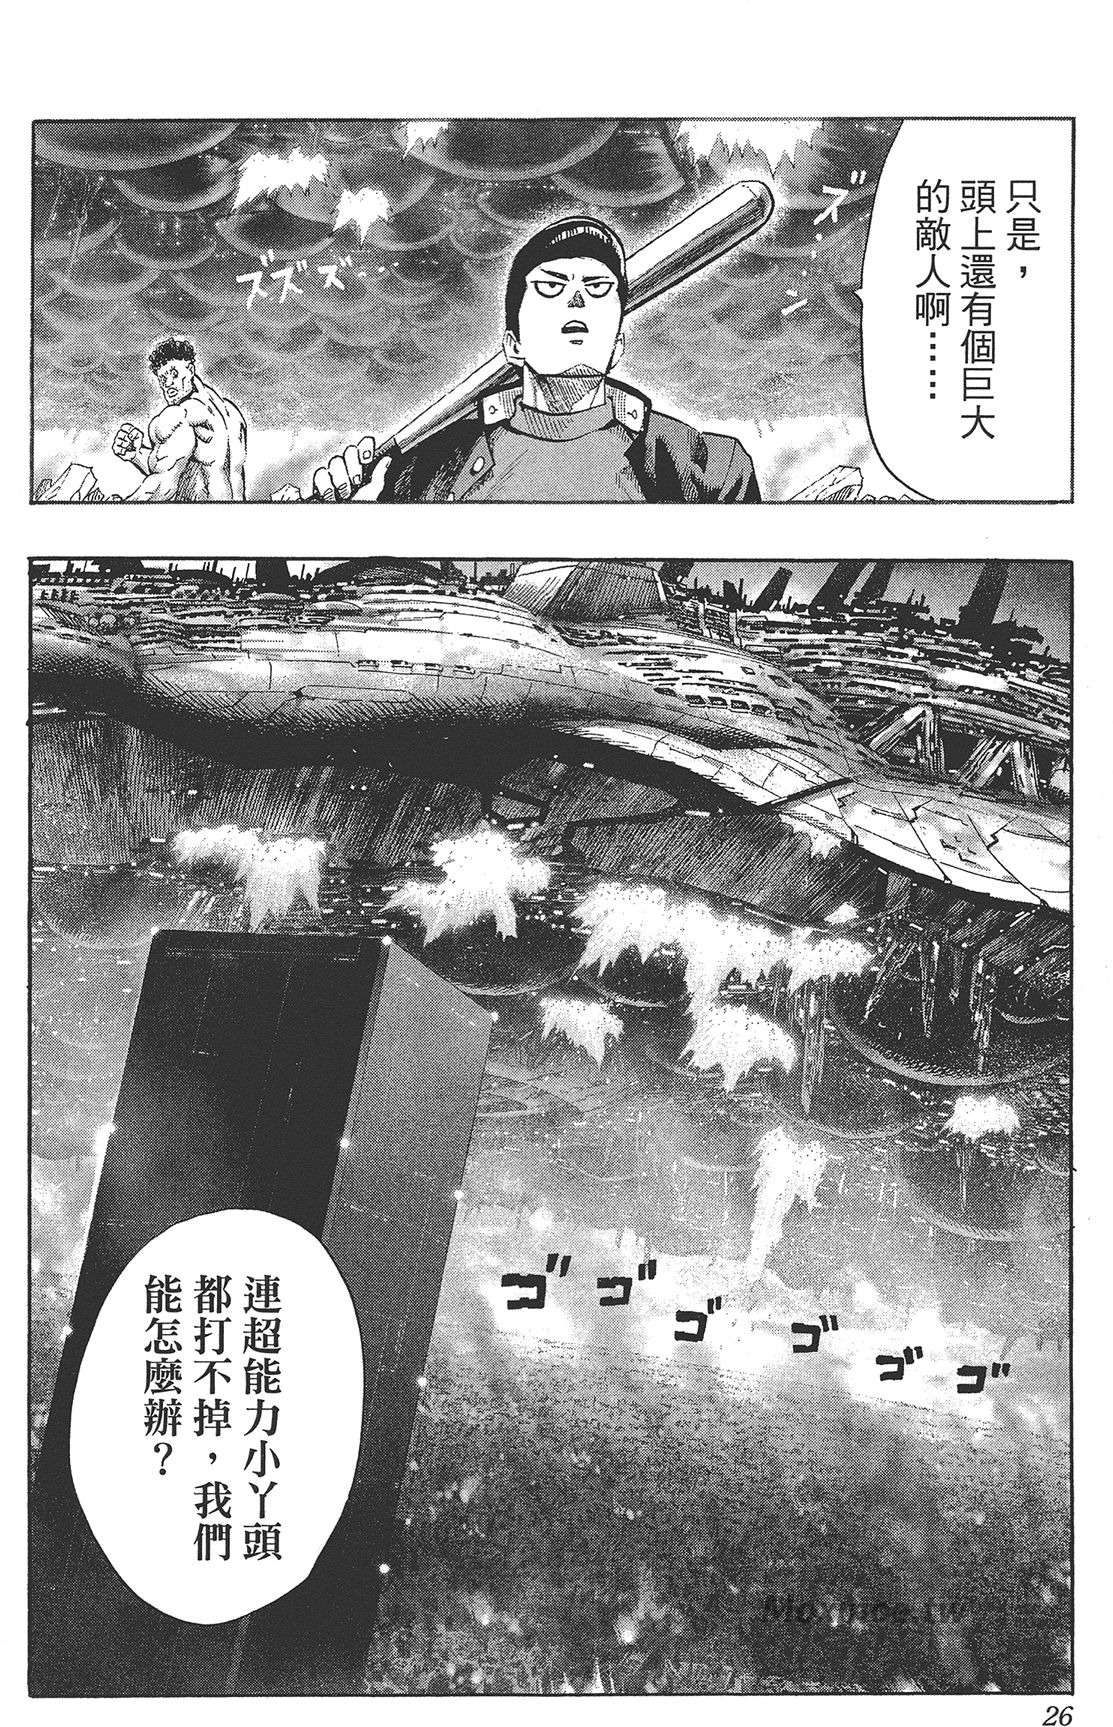 只是，
頭上還有個巨大
的敵人啊……
ズ
ズズズ
連超能力小丫頭
都打不掉，我們
能怎麼辦？
ゴゴゴゴゴゴ
26